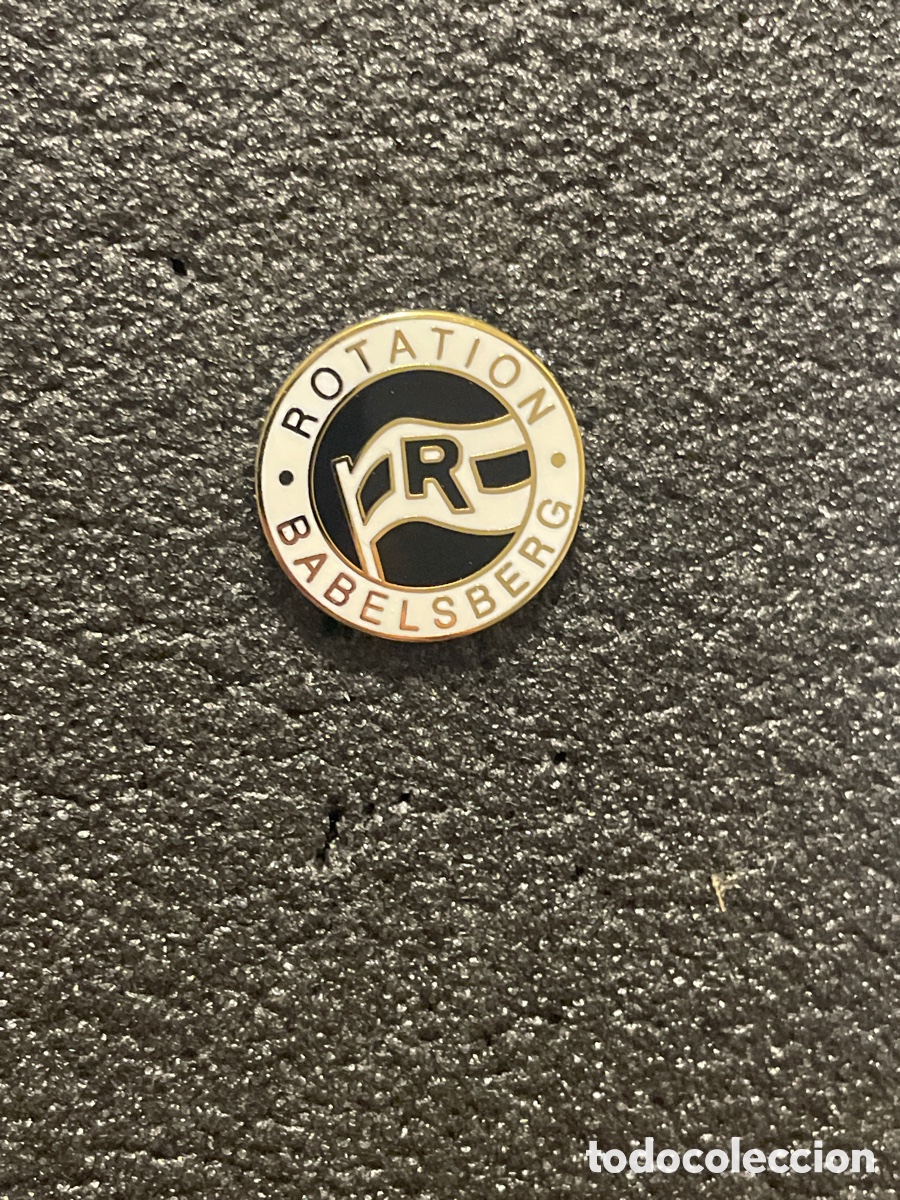 ROTATION
R
BABELSBERG
todocoleccion